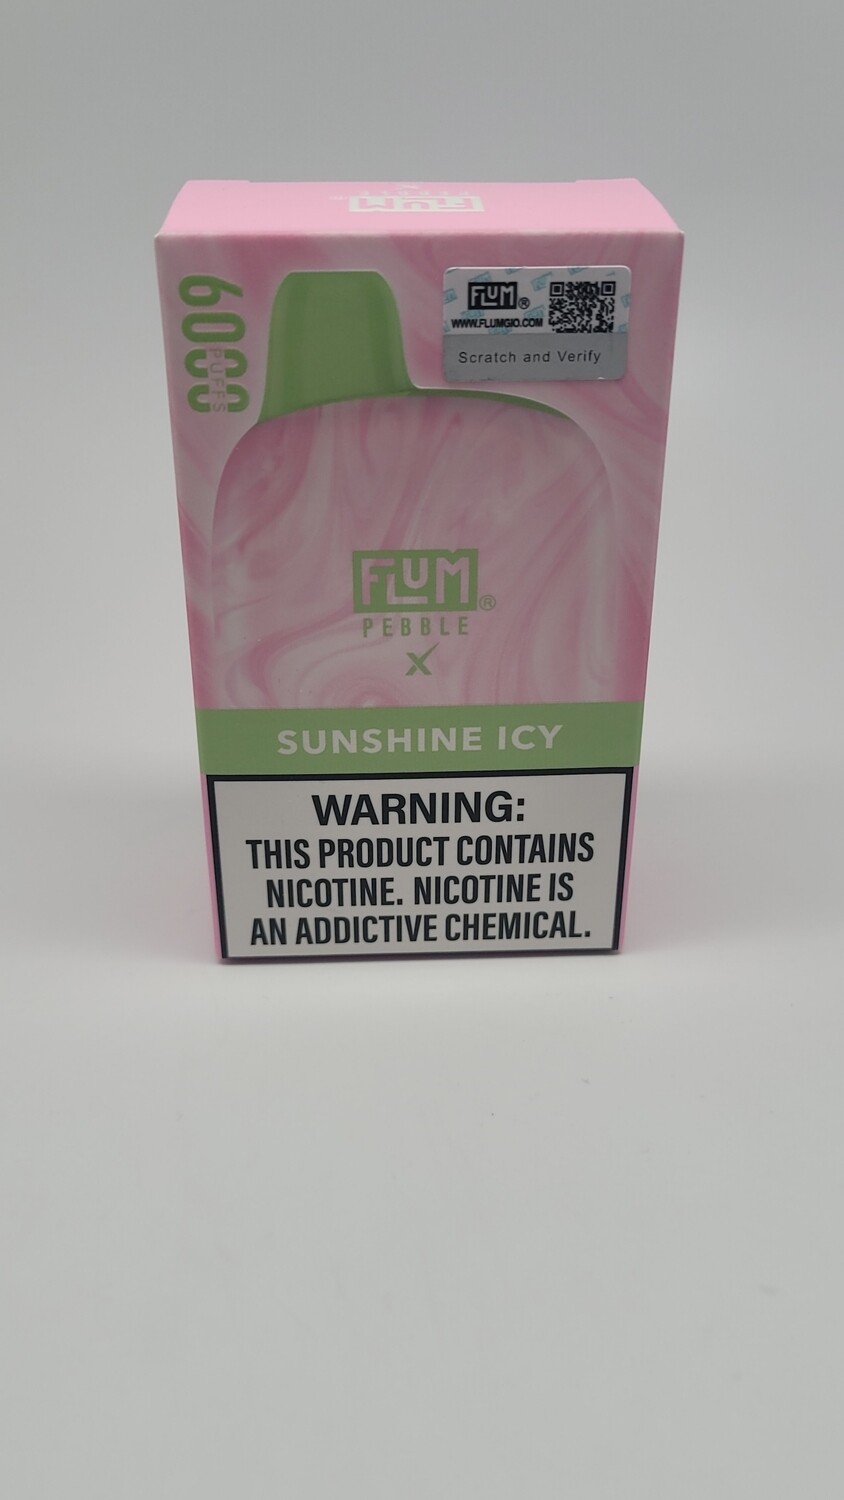 FLUM
PEBBLE
X
6000
PUFFS
FLUM®
WWW.FLUMGIO.COM
Scratch and Verify
FLUM®
PEBBLE
X
SUNSHINE ICY
WARNING:
THIS PRODUCT CONTAINS
NICOTINE. NICOTINE IS
AN ADDICTIVE CHEMICAL.